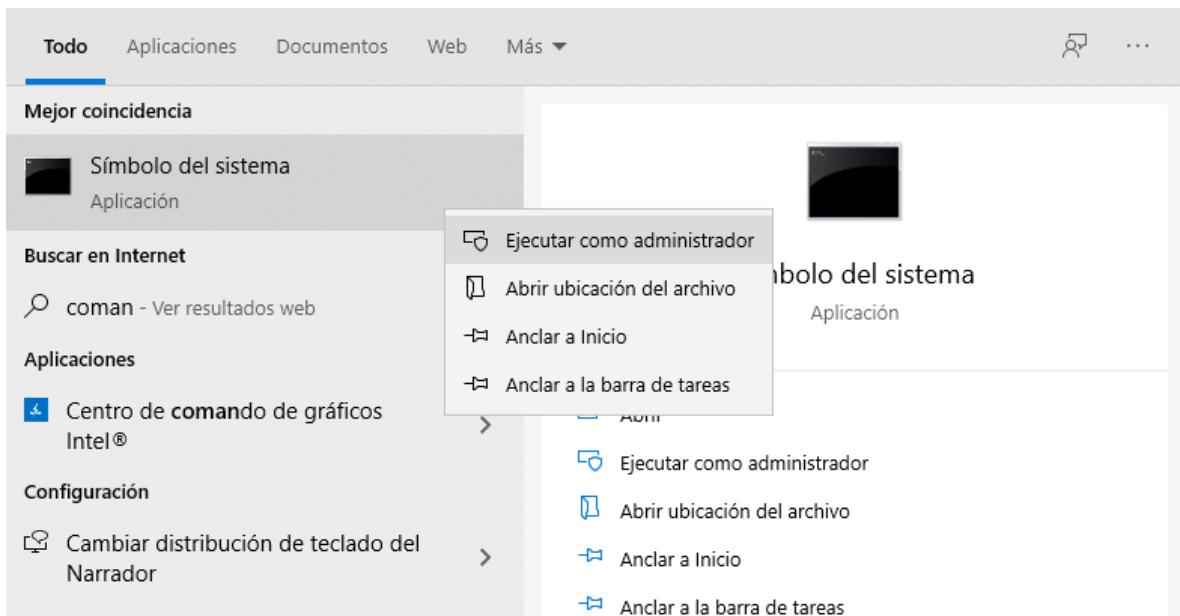 Todo Aplicaciones Documentos Web Más
Mejor coincidencia
Símbolo del sistema
Aplicación
Buscar en Internet
coman - Ver resultados web
Aplicaciones
Centro de comando de gráficos
Intel®
Configuración
Cambiar distribución de teclado del
Narrador
Ejecutar como administrador
Abrir ubicación del archivo
Anclar a Inicio
Anclar a la barra de tareas
bolo del sistema
Aplicación
Abrir
Ejecutar como administrador
Abrir ubicación del archivo
Anclar a Inicio
Anclar a la barra de tareas